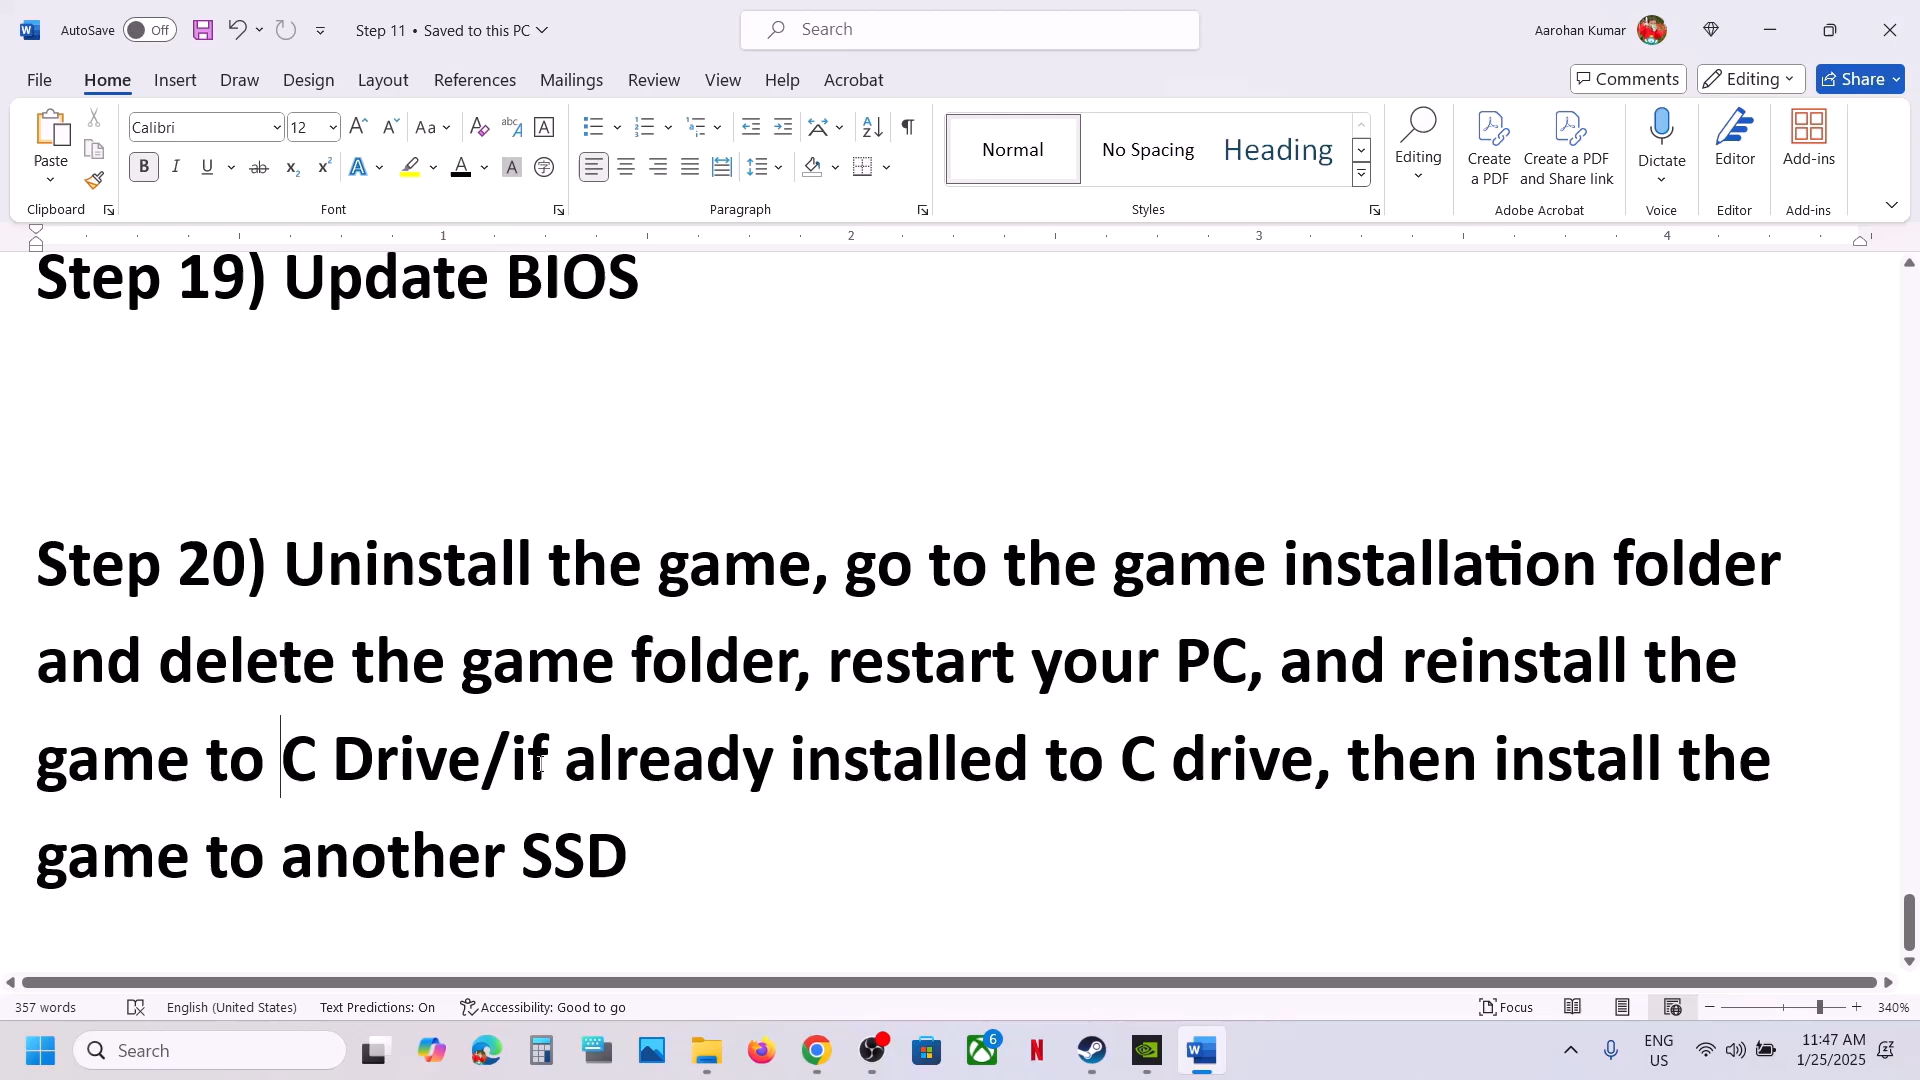 AutoSave Off Step 11 • Saved to this PC Search Aarohan Kumar
File Home Insert Draw Design Layout References Mailings Review View Help Acrobat Comments Editing Share
Paste Calibri 12 Aa Normal No Spacing Heading Editing Create a PDF Create a PDF and Share link Dictate Editor Add-ins
Clipboard Font Paragraph Styles Adobe Acrobat Voice Editor Add-ins
1 2 3 4
Step 19) Update BIOS
Step 20) Uninstall the game, go to the game installation folder
and delete the game folder, restart your PC, and reinstall the
game to C Drive/if already installed to C drive, then install the
game to another SSD
357 words English (United States) Text Predictions: On Accessibility: Good to go Focus 340%
Search 6 ENG US 11:47 AM 1/25/2025